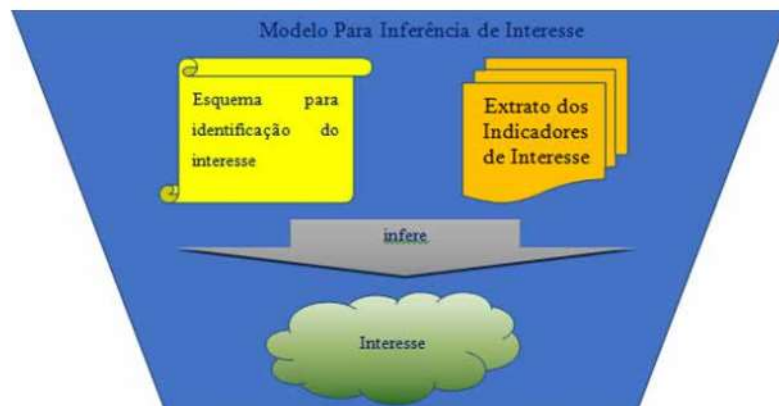 Modelo Para Inferência de Interesse
Esquema para
identificação do
interesse
Extrato dos
Indicadores
de Interesse
infere
Interesse